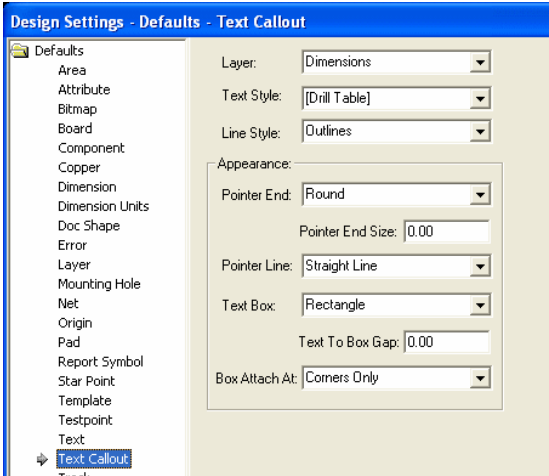 Design Settings - Defaults - Text Callout
Defaults
Area
Attribute
Bitmap
Board
Component
Copper
Dimension
Dimension Units
Doc Shape
Error
Layer
Mounting Hole
Net
Origin
Pad
Report Symbol
Star Point
Template
Testpoint
Text
Text Callout
Layer: Dimensions
Text Style: [Drill Table]
Line Style: Outlines
Appearance:
Pointer End: Round
Pointer End Size: 0.00
Pointer Line: Straight Line
Text Box: Rectangle
Text To Box Gap: 0.00
Box Attach At: Corners Only